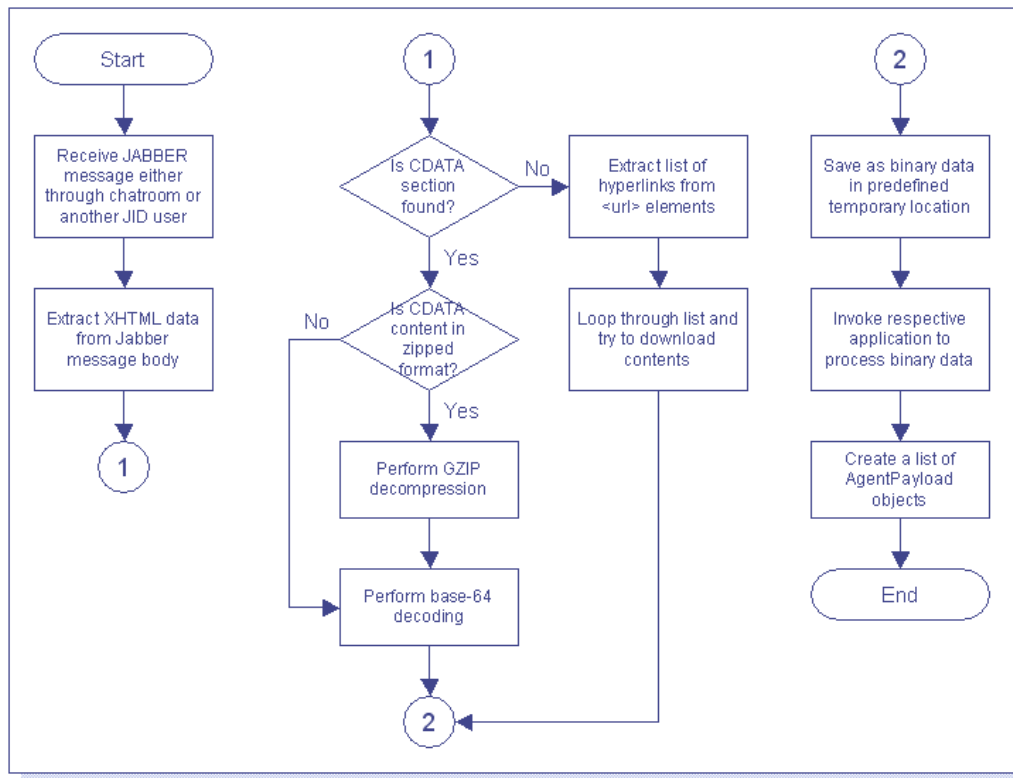 Start
Receive JABBER
message either
through chatroom or
another JID user
Extract XHTML data
from Jabber
message body
1
1
Is CDATA
section
found?
No
Yes
Extract list of
hyperlinks from
<url> elements
Is CDATA
content in
zipped
format?
No
Yes
Loop through list and
try to download
contents
Perform GZIP
decompression
Perform base-64
decoding
2
2
Save as binary data
in predefined
temporary location
Invoke respective
application to
process binary data
Create a list of
AgentPayload
objects
End